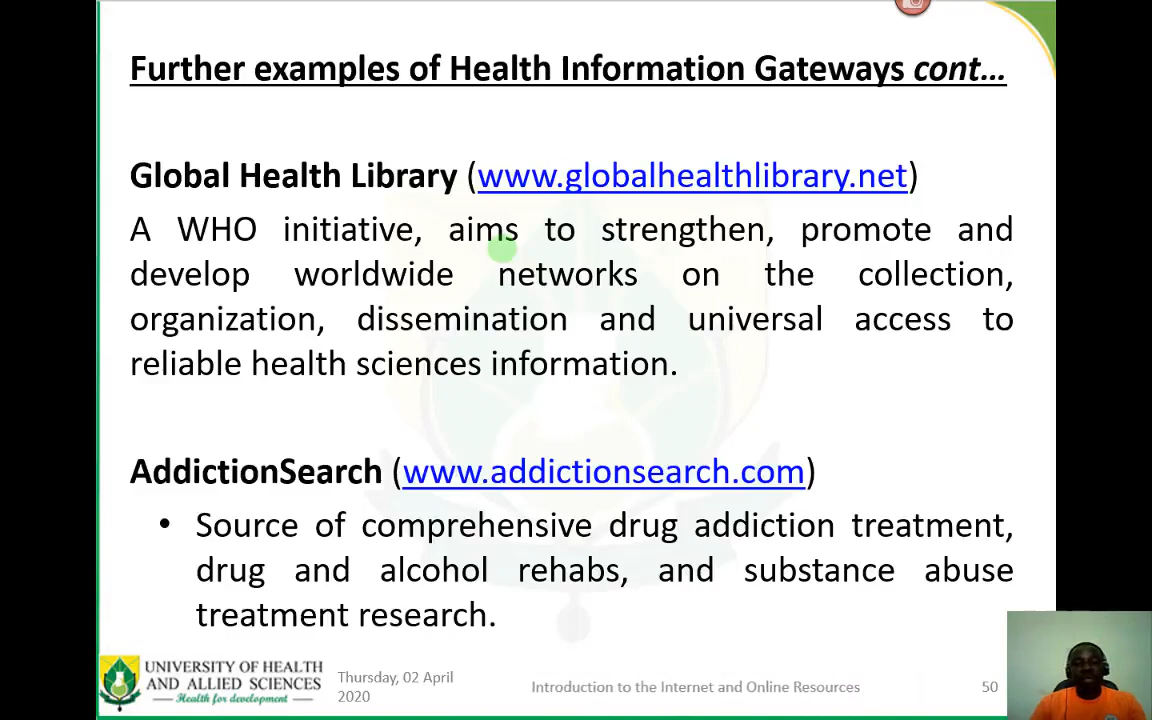 Further examples of Health Information Gateways cont...
Global Health Library (www.globalhealthlibrary.net)
A WHO initiative, aims to strengthen, promote and
develop worldwide networks on the collection,
organization, dissemination and universal access to
reliable health sciences information.
AddictionSearch (www.addictionsearch.com)
• Source of comprehensive drug addiction treatment,
drug and alcohol rehabs, and substance abuse
treatment research.
UNIVERSITY OF HEALTH
AND ALLIED SCIENCES
Health for development
Thursday, 02 April
2020
Introduction to the Internet and Online Resources
50